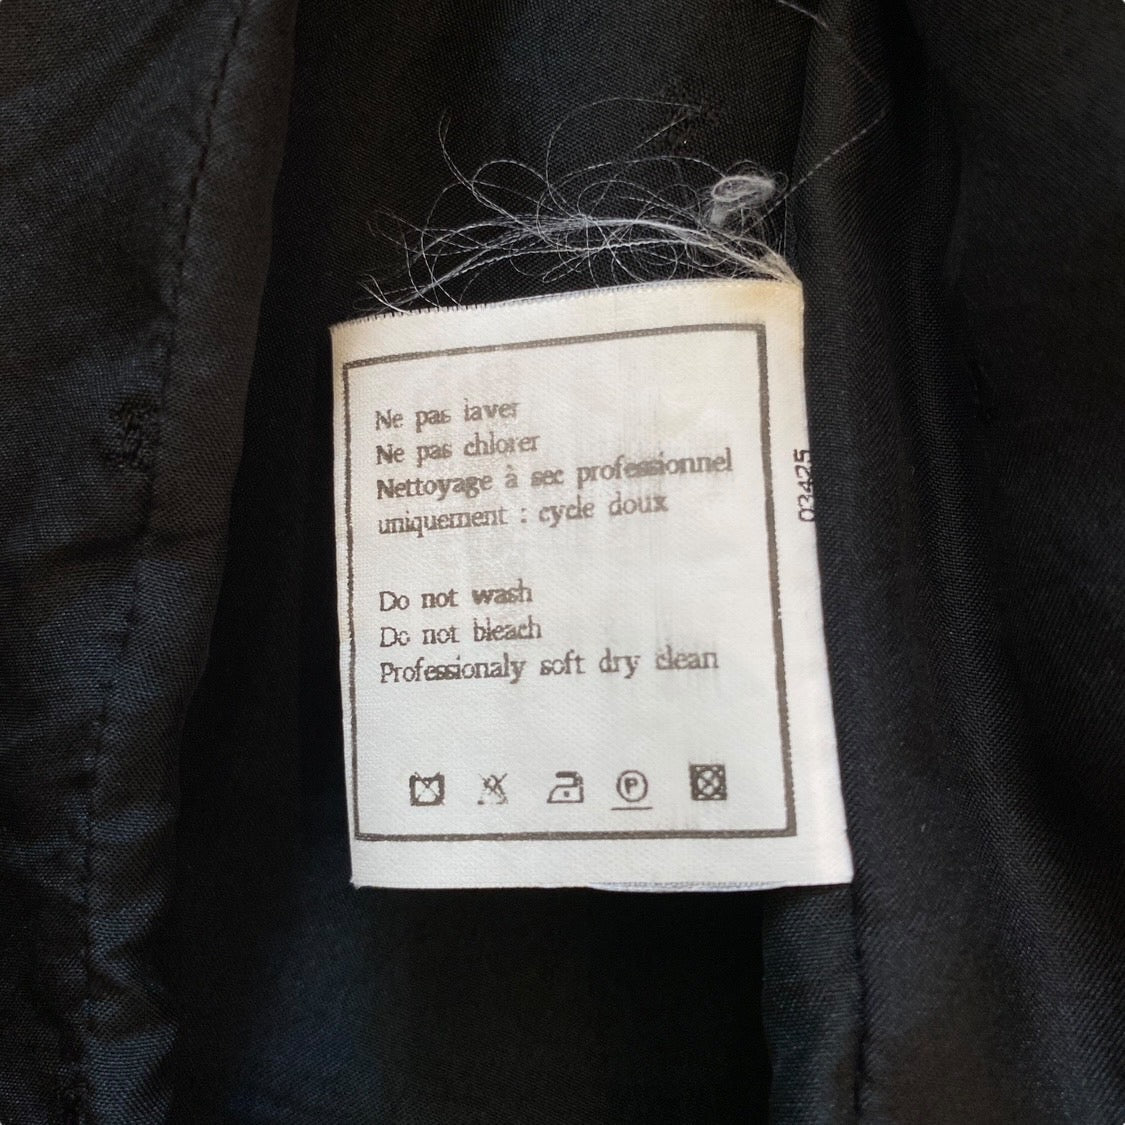 Ne pas laver
Ne pas chlorer
Nettoyage à sec professionnel
uniquement : cycle doux
Do not wash
Do not bleach
Professionaly soft dry clean
P
03425